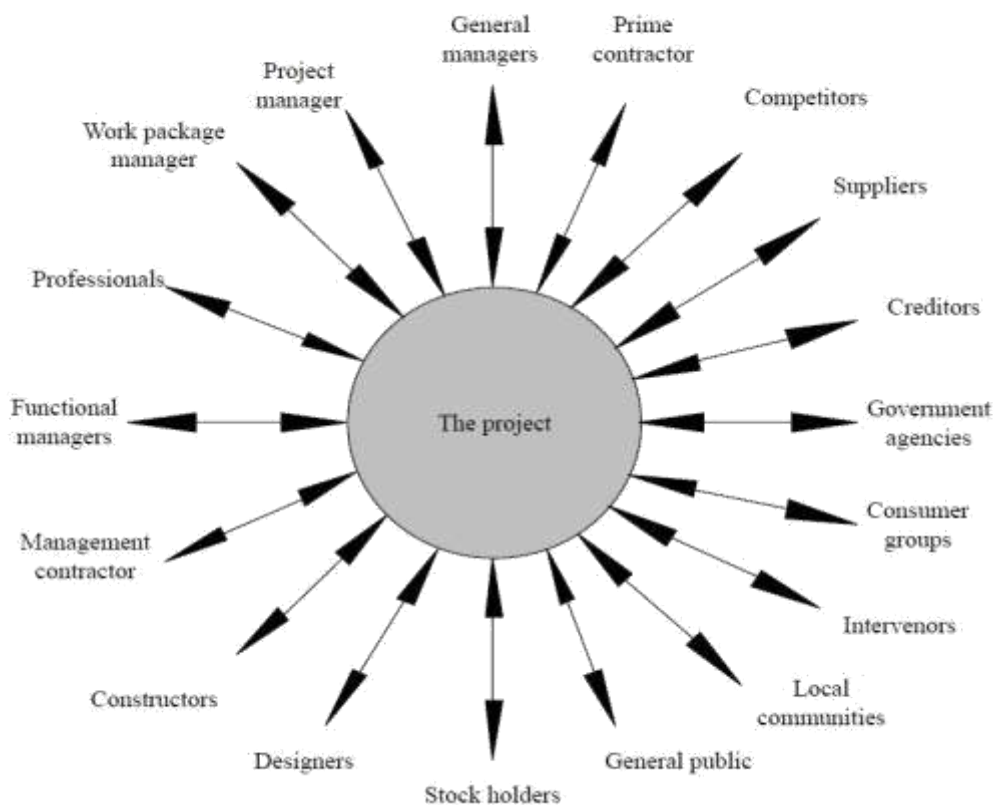 General
managers
Prime
contractor
Competitors
Suppliers
Creditors
Government
agencies
Consumer
groups
Intervenors
Local
communities
General public
Stock holders
Designers
Constructors
Management
contractor
Functional
managers
Professionals
Work package
manager
Project
manager
The project